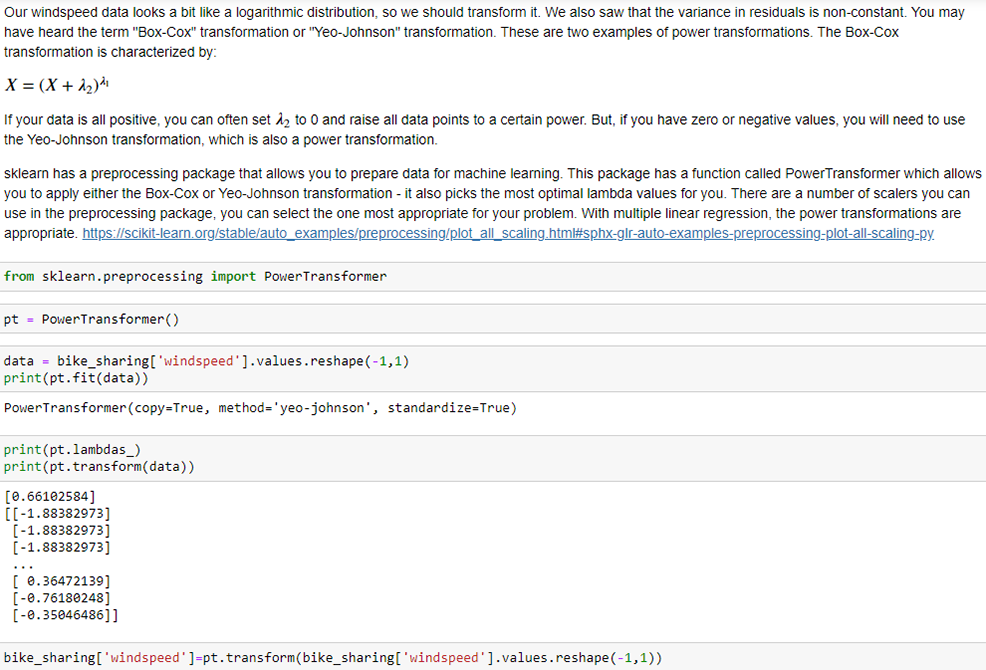 Our windspeed data looks a bit like a logarithmic distribution, so we should transform it. We also saw that the variance in residuals is non-constant. You may
have heard the term "Box-Cox" transformation or "Yeo-Johnson" transformation. These are two examples of power transformations. The Box-Cox
transformation is characterized by:
X = (X + λ₂)^λ₁
If your data is all positive, you can often set λ₂ to 0 and raise all data points to a certain power. But, if you have zero or negative values, you will need to use
the Yeo-Johnson transformation, which is also a power transformation.
sklearn has a preprocessing package that allows you to prepare data for machine learning. This package has a function called PowerTransformer which allows
you to apply either the Box-Cox or Yeo-Johnson transformation - it also picks the most optimal lambda values for you. There are a number of scalers you can
use in the preprocessing package, you can select the one most appropriate for your problem. With multiple linear regression, the power transformations are
appropriate. https://scikit-learn.org/stable/auto_examples/preprocessing/plot_all_scaling.html#sphx-glr-auto-examples-preprocessing-plot-all-scaling-py
from sklearn.preprocessing import PowerTransformer
pt = PowerTransformer()
data = bike_sharing['windspeed'].values.reshape(-1,1)
print(pt.fit(data))
PowerTransformer(copy=True, method='yeo-johnson', standardize=True)
print(pt.lambdas_)
print(pt.transform(data))
[0.66102584]
[[-1.88382973]
 [-1.88382973]
 [-1.88382973]
 ...
 [ 0.36472139]
 [-0.76180248]
 [-0.35046486]]
bike_sharing['windspeed']=pt.transform(bike_sharing['windspeed'].values.reshape(-1,1))